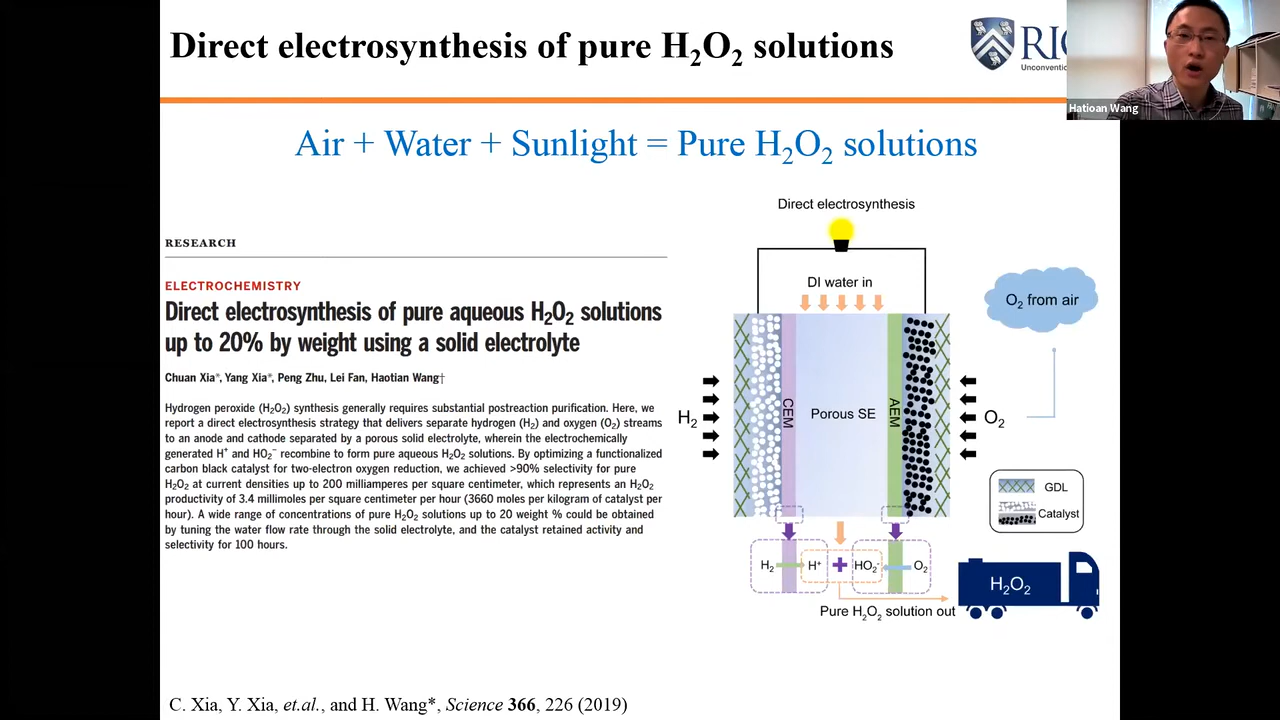 Direct electrosynthesis of pure H₂O₂ solutions
Unconventi
Hatioan Wang
Air + Water + Sunlight = Pure H₂O₂ solutions
RESEARCH
ELECTROCHEMISTRY
Direct electrosynthesis of pure aqueous H₂O₂ solutions
up to 20% by weight using a solid electrolyte
Chuan Xia*, Yang Xia*, Peng Zhu, Lei Fan, Haotian Wang†
Hydrogen peroxide (H₂O₂) synthesis generally requires substantial postreaction purification. Here, we
report a direct electrosynthesis strategy that delivers separate hydrogen (H₂) and oxygen (O₂) streams
to an anode and cathode separated by a porous solid electrolyte, wherein the electrochemically
generated H⁺ and HO₂⁻ recombine to form pure aqueous H₂O₂ solutions. By optimizing a functionalized
carbon black catalyst for two-electron oxygen reduction, we achieved >90% selectivity for pure
H₂O₂ at current densities up to 200 milliamperes per square centimeter, which represents an H₂O₂
productivity of 3.4 millimoles per square centimeter per hour (3660 moles per kilogram of catalyst per
hour). A wide range of concentrations of pure H₂O₂ solutions up to 20 weight % could be obtained
by tuning the water flow rate through the solid electrolyte, and the catalyst retained activity and
selectivity for 100 hours.
Direct electrosynthesis
DI water in
O₂ from air
H₂
CEM
Porous SE
AEM
O₂
GDL
Catalyst
H₂
H⁺
+
HO₂⁻
O₂
H₂O₂
Pure H₂O₂ solution out
C. Xia, Y. Xia, et.al., and H. Wang*, Science 366, 226 (2019)